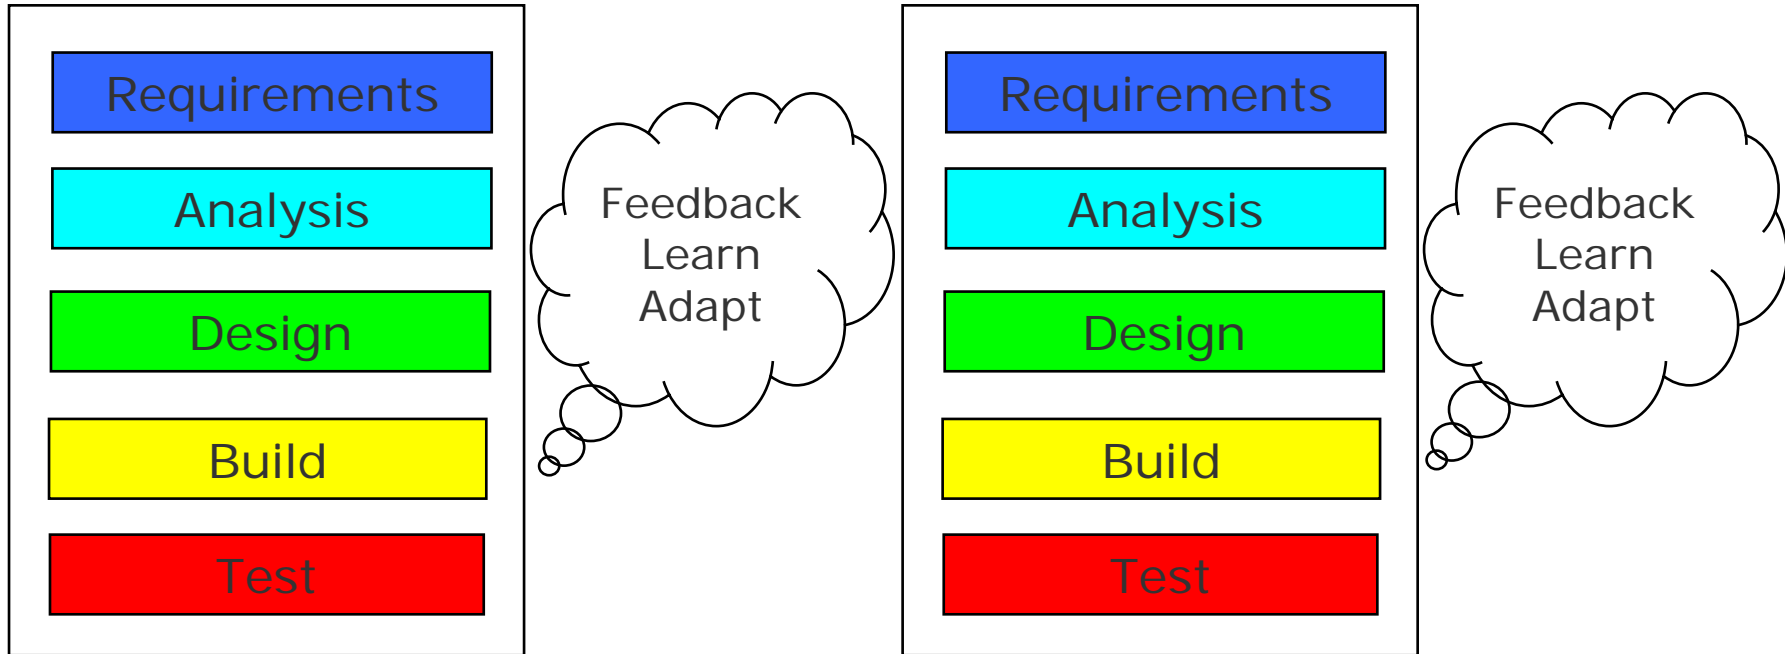 Requirements
Analysis
Design
Build
Test
Feedback
Learn
Adapt
Requirements
Analysis
Design
Build
Test
Feedback
Learn
Adapt